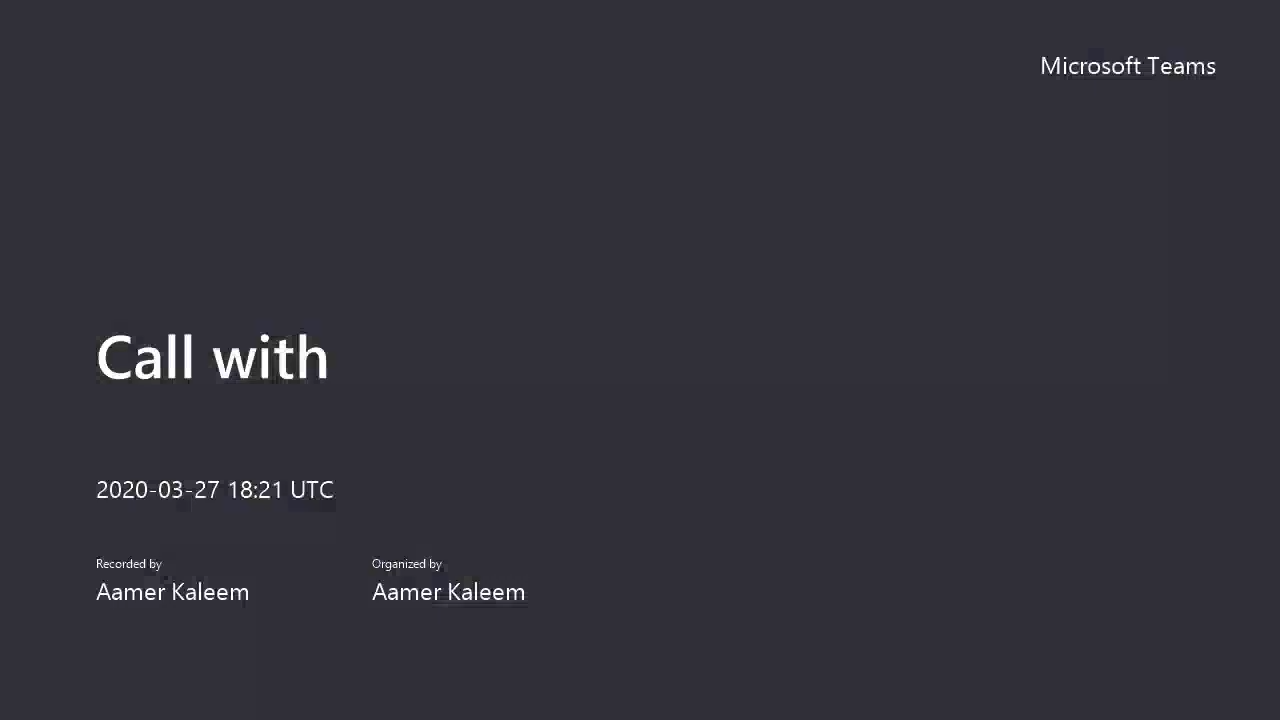 Microsoft Teams
Call with
2020-03-27 18:21 UTC
Recorded by
Organized by
Aamer Kaleem
Aamer Kaleem